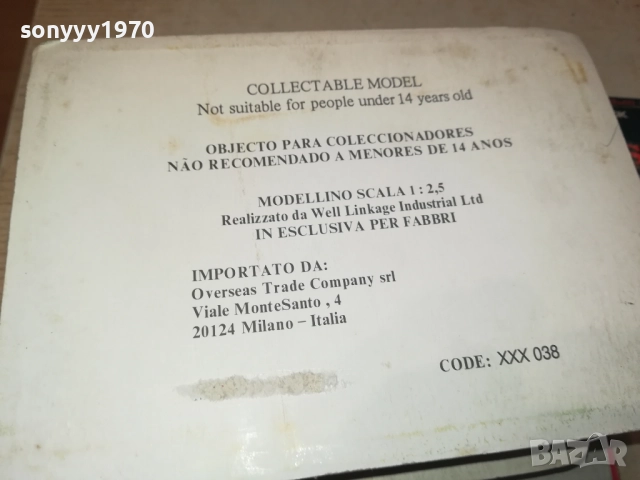 sonyyy1970
COLLECTABLE MODEL
Not suitable for people under 14 years old
OBJECTO PARA COLECCIONADORES
NÃO RECOMENDADO A MENORES DE 14 ANOS
MODELLINO SCALA 1 : 2,5
Realizzato da Well Linkage Industrial Ltd
IN ESCLUSIVA PER FABBRI
IMPORTATO DA:
Overseas Trade Company srl
Viale MonteSanto , 4
20124 Milano – Italia
CODE: XXX 038
BAZAR